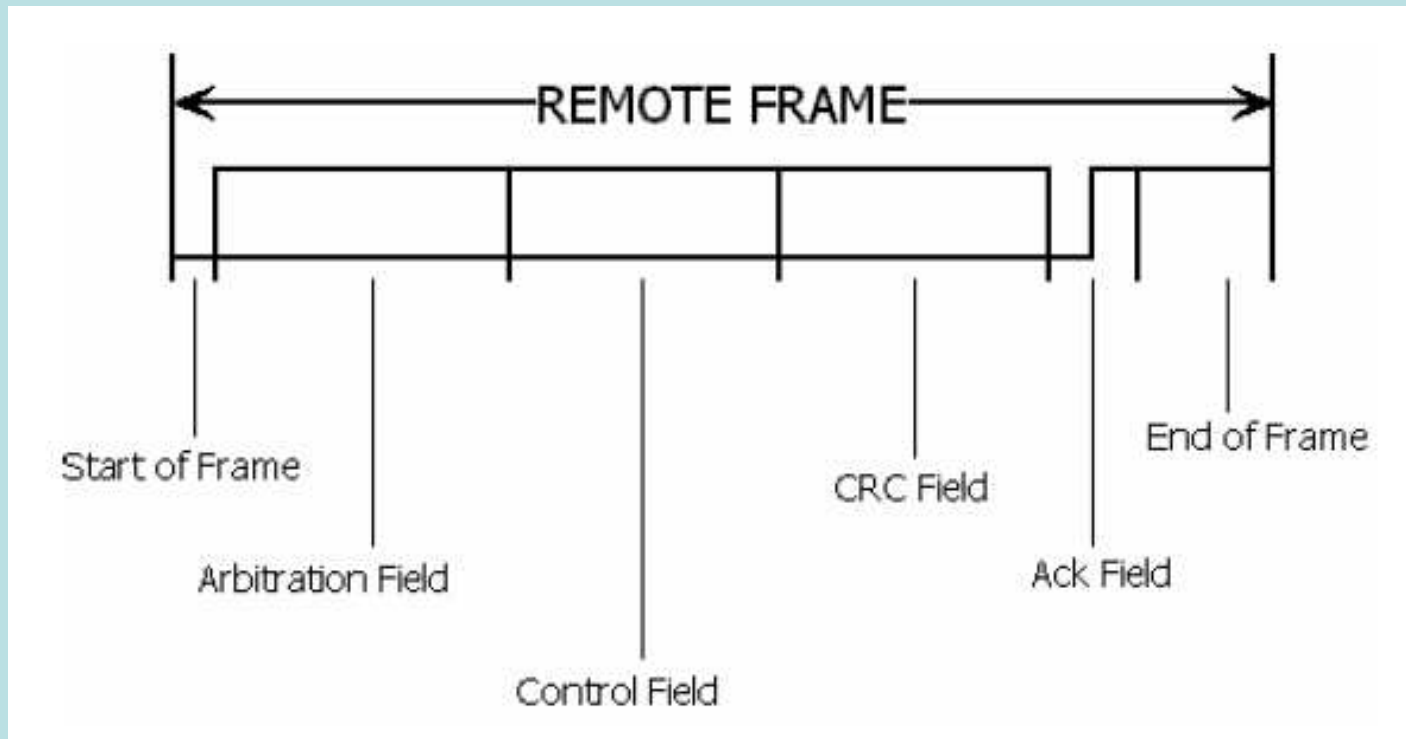 REMOTE FRAME
Start of Frame
Arbitration Field
Control Field
CRC Field
Ack Field
End of Frame